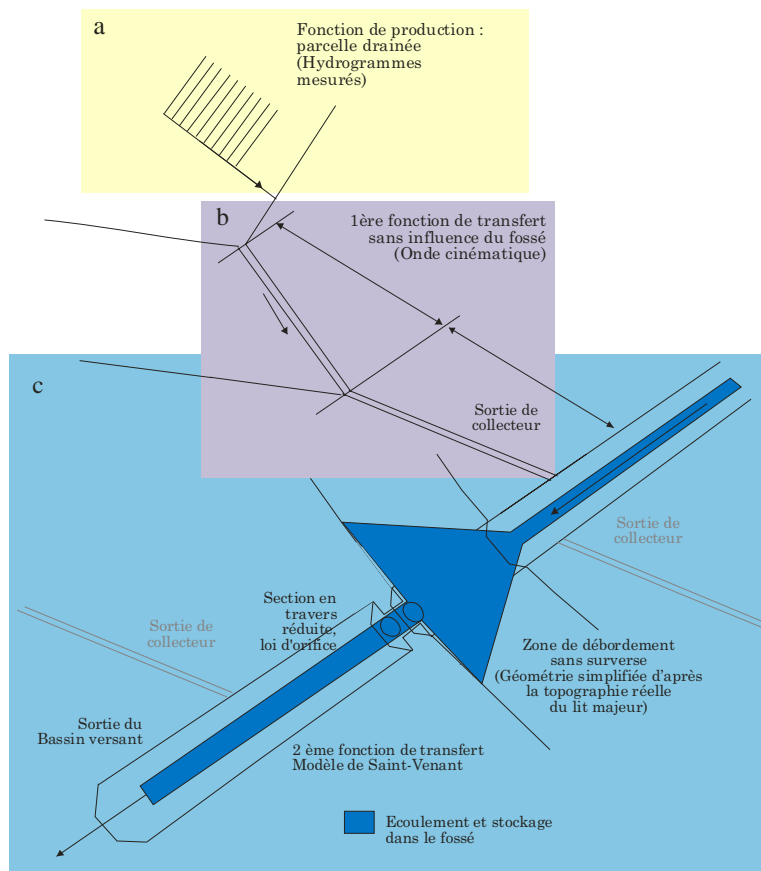 a
Fonction de production :
parcelle drainée
(Hydrogrammes
mesurés)
b
1ère fonction de transfert
sans influence du fossé
(Onde cinématique)
c
Sortie de
collecteur
Sortie de
collecteur
Section en
travers
réduite,
loi d'orifice
Sortie de
collecteur
Zone de débordement
sans surverse
(Géométrie simplifiée d'après
la topographie réelle
du lit majeur)
Sortie du
Bassin versant
2 ème fonction de transfert
Modèle de Saint-Venant
Ecoulement et stockage
dans le fossé